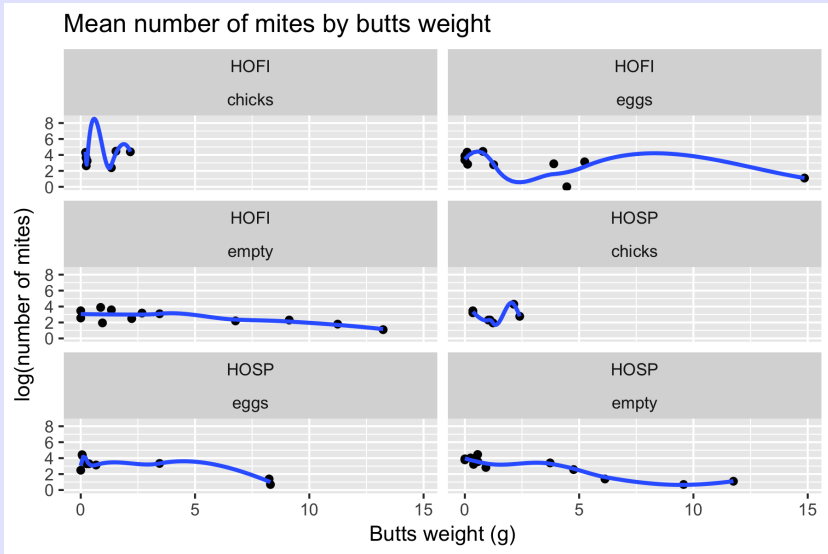 Mean number of mites by butts weight
HOFI
chicks
HOFI
eggs
8
6
4
2
0
HOFI
empty
HOSP
chicks
8
6
4
2
0
HOSP
eggs
HOSP
empty
8
6
4
2
0
0
5
10
15
0
5
10
15
log(number of mites)
Butts weight (g)